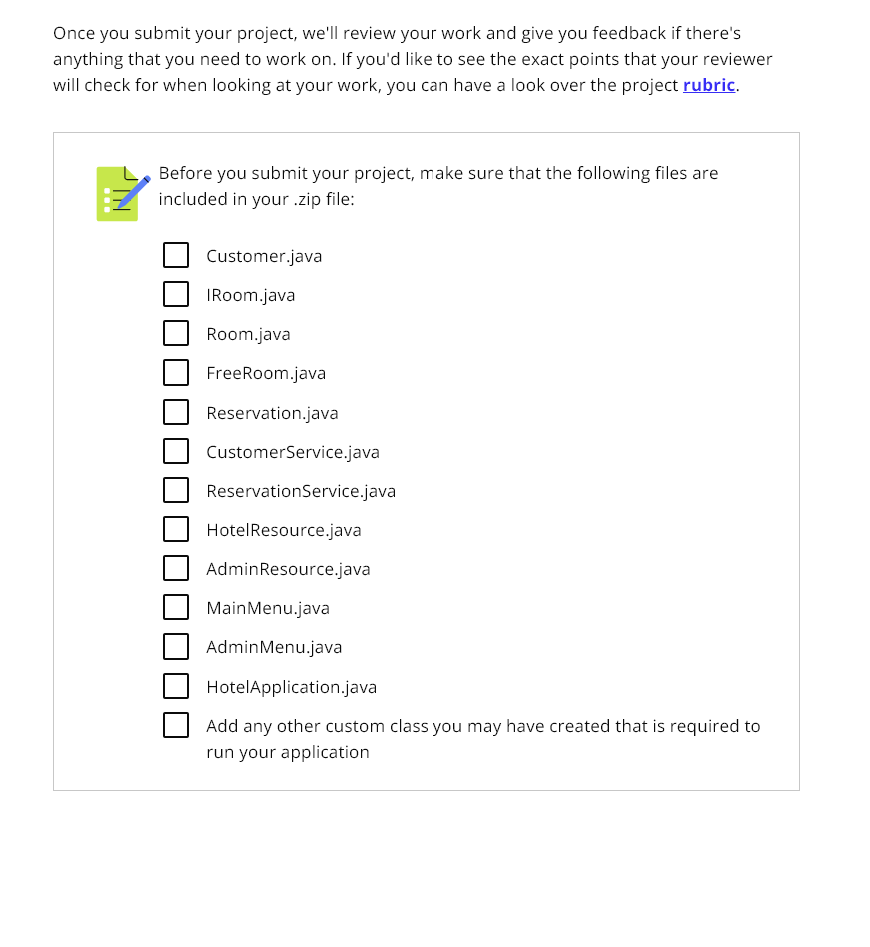 Once you submit your project, we'll review your work and give you feedback if there's
anything that you need to work on. If you'd like to see the exact points that your reviewer
will check for when looking at your work, you can have a look over the project rubric.
Before you submit your project, make sure that the following files are
included in your .zip file:
Customer.java
IRoom.java
Room.java
FreeRoom.java
Reservation.java
CustomerService.java
ReservationService.java
HotelResource.java
AdminResource.java
MainMenu.java
AdminMenu.java
HotelApplication.java
Add any other custom class you may have created that is required to
run your application